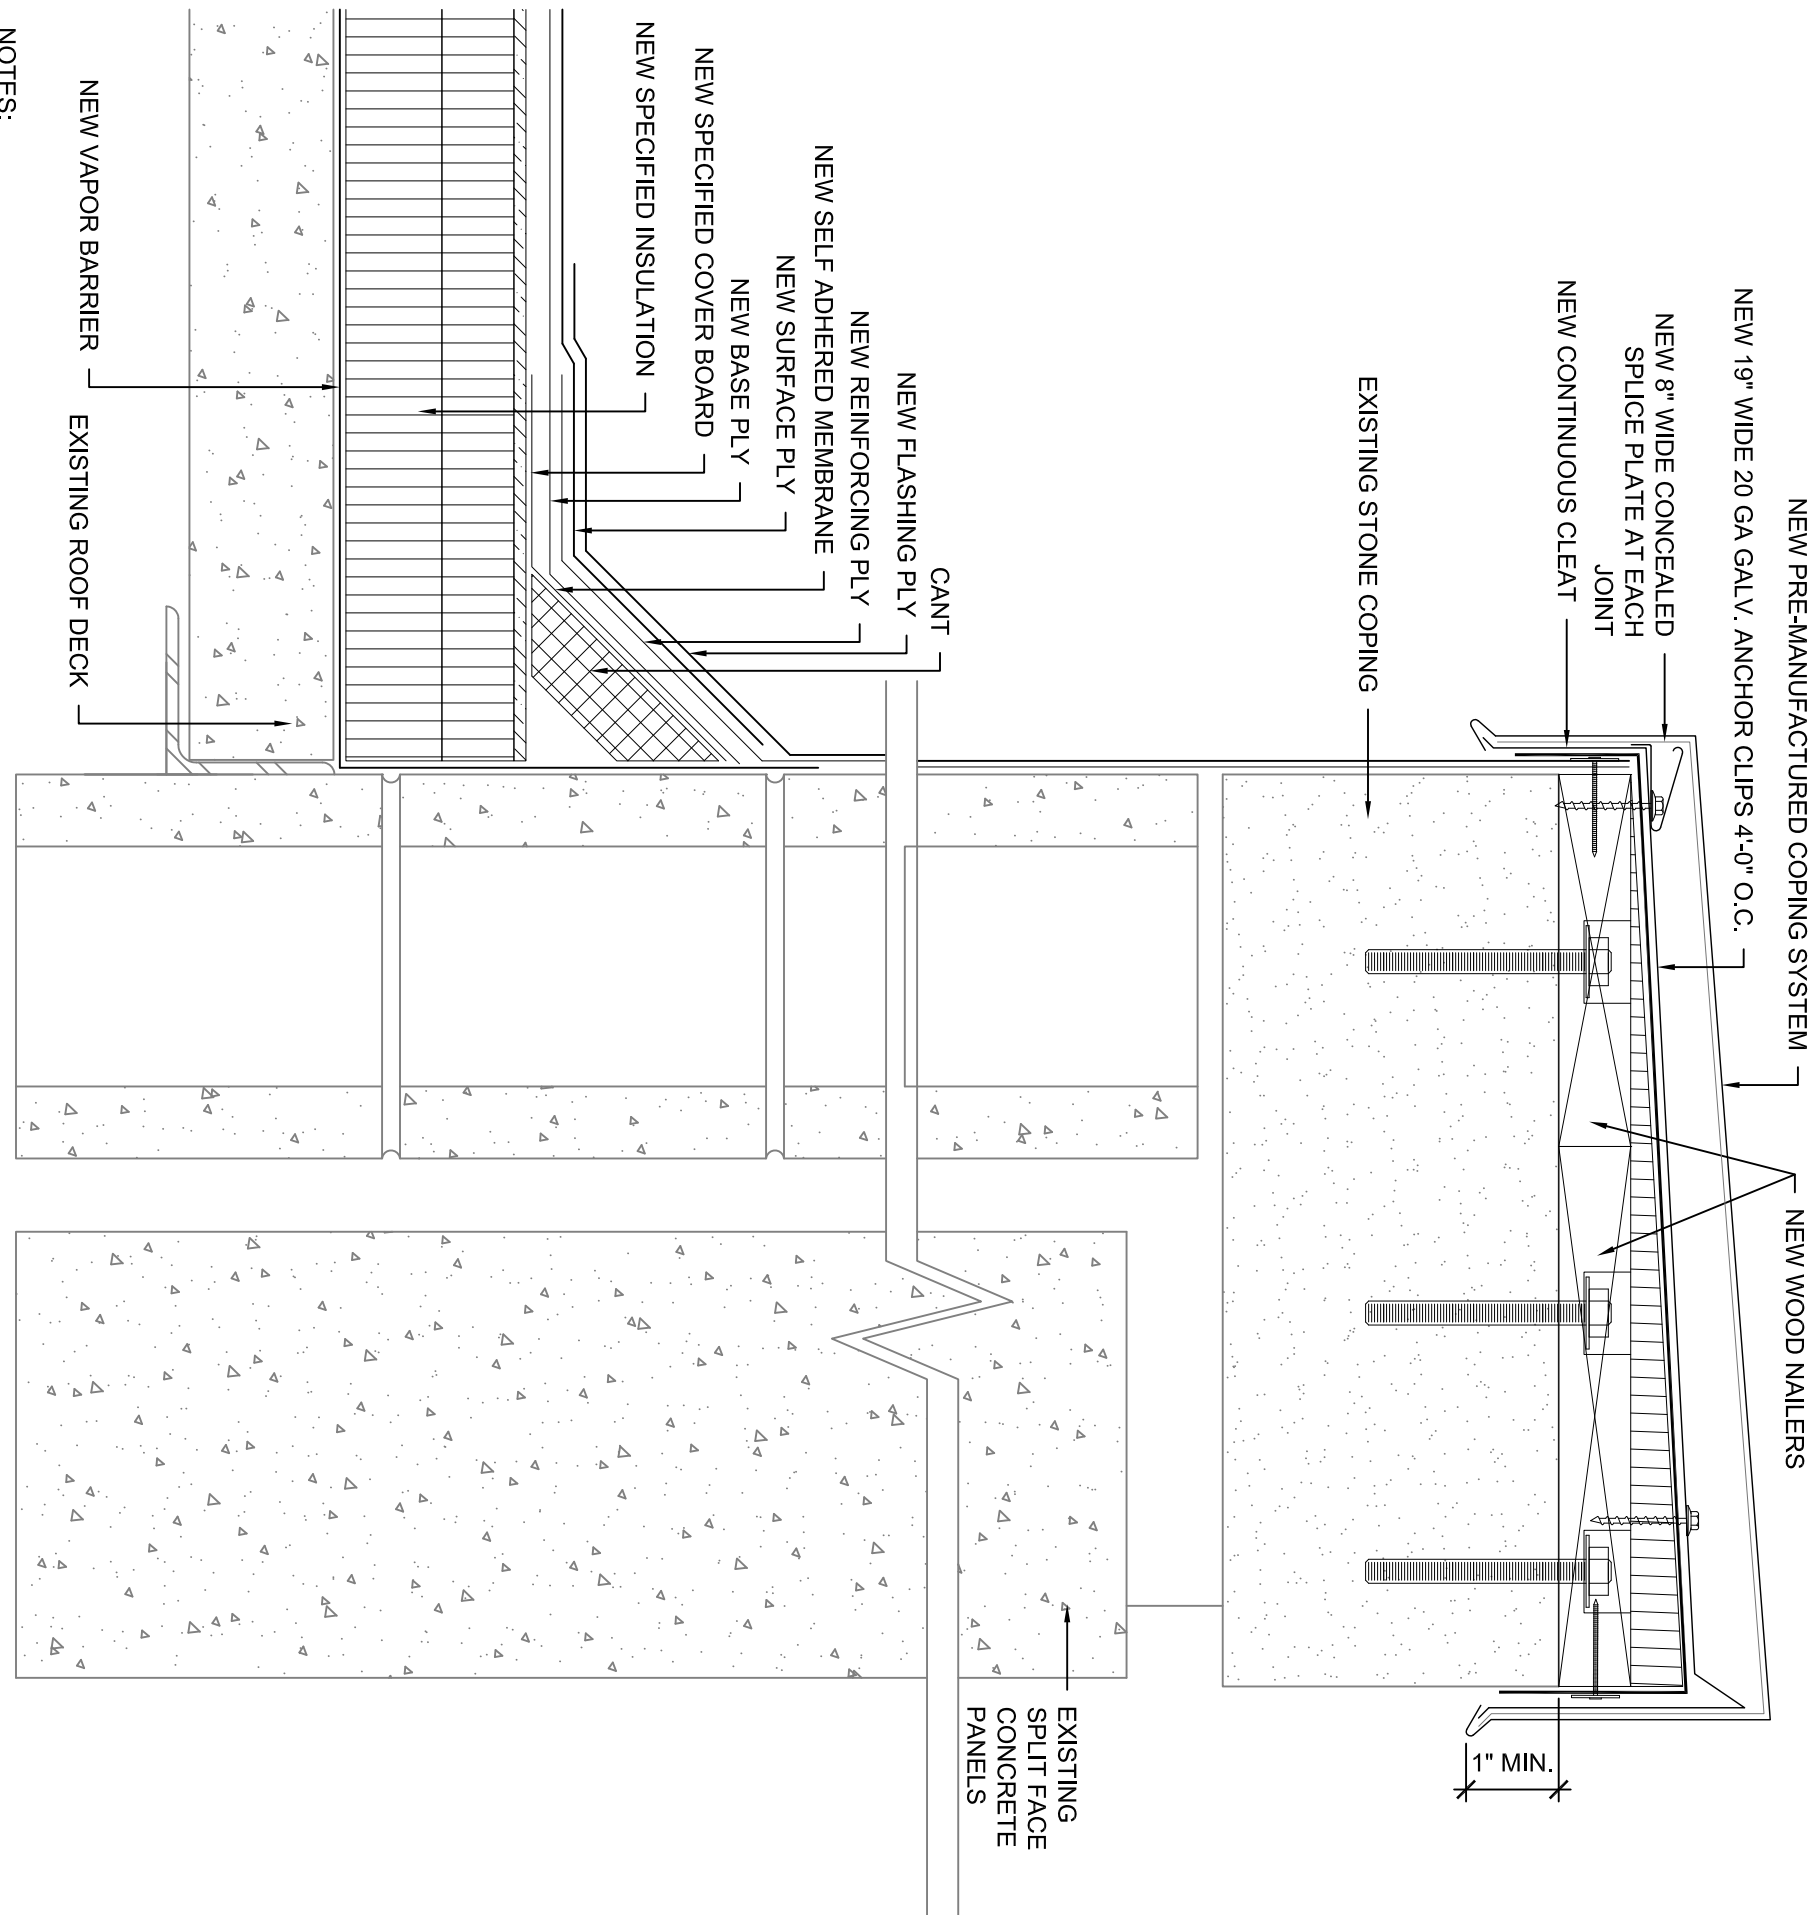 NEW PRE-MANUFACTURED COPING SYSTEM
NEW WOOD NAILERS
NEW 19" WIDE 20 GA GALV. ANCHOR CLIPS 4'-0" O.C.
NEW 8" WIDE CONCEALED
SPLICE PLATE AT EACH
JOINT
NEW CONTINUOUS CLEAT
1" MIN.
EXISTING STONE COPING
EXISTING
SPLIT FACE
CONCRETE
PANELS
CANT
NEW FLASHING PLY
NEW REINFORCING PLY
NEW SELF ADHERED MEMBRANE
NEW SURFACE PLY
NEW BASE PLY
NEW SPECIFIED COVER BOARD
NEW SPECIFIED INSULATION
NEW VAPOR BARRIER
EXISTING ROOF DECK
NOTES: